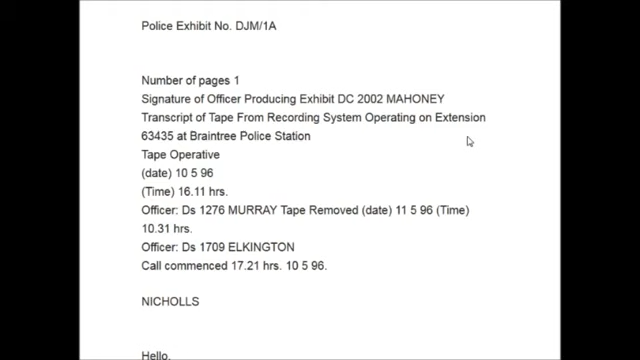 Police Exhibit No. DJM/1A
Number of pages 1
Signature of Officer Producing Exhibit DC 2002 MAHONEY
Transcript of Tape From Recording System Operating on Extension
63435 at Braintree Police Station
Tape Operative
(date) 10 5 96
(Time) 16.11 hrs.
Officer: Ds 1276 MURRAY Tape Removed (date) 11 5 96 (Time)
10.31 hrs.
Officer: Ds 1709 ELKINGTON
Call commenced 17.21 hrs. 10 5 96.
NICHOLLS
Hello.